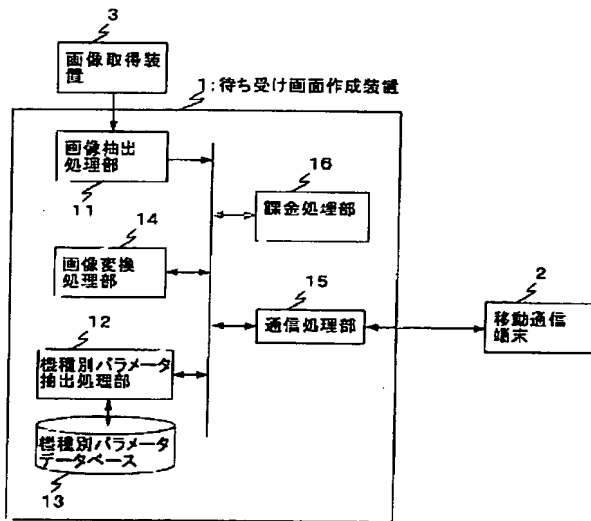 3
画像取得装
置
1:待ち受け画面作成装置
画像抽出
処理部
11
16
課金処理部
14
画像変換
処理部
15
通信処理部
2
移動通信
端末
12
機種別パラメータ
抽出処理部
機種別パラメータ
データベース
13